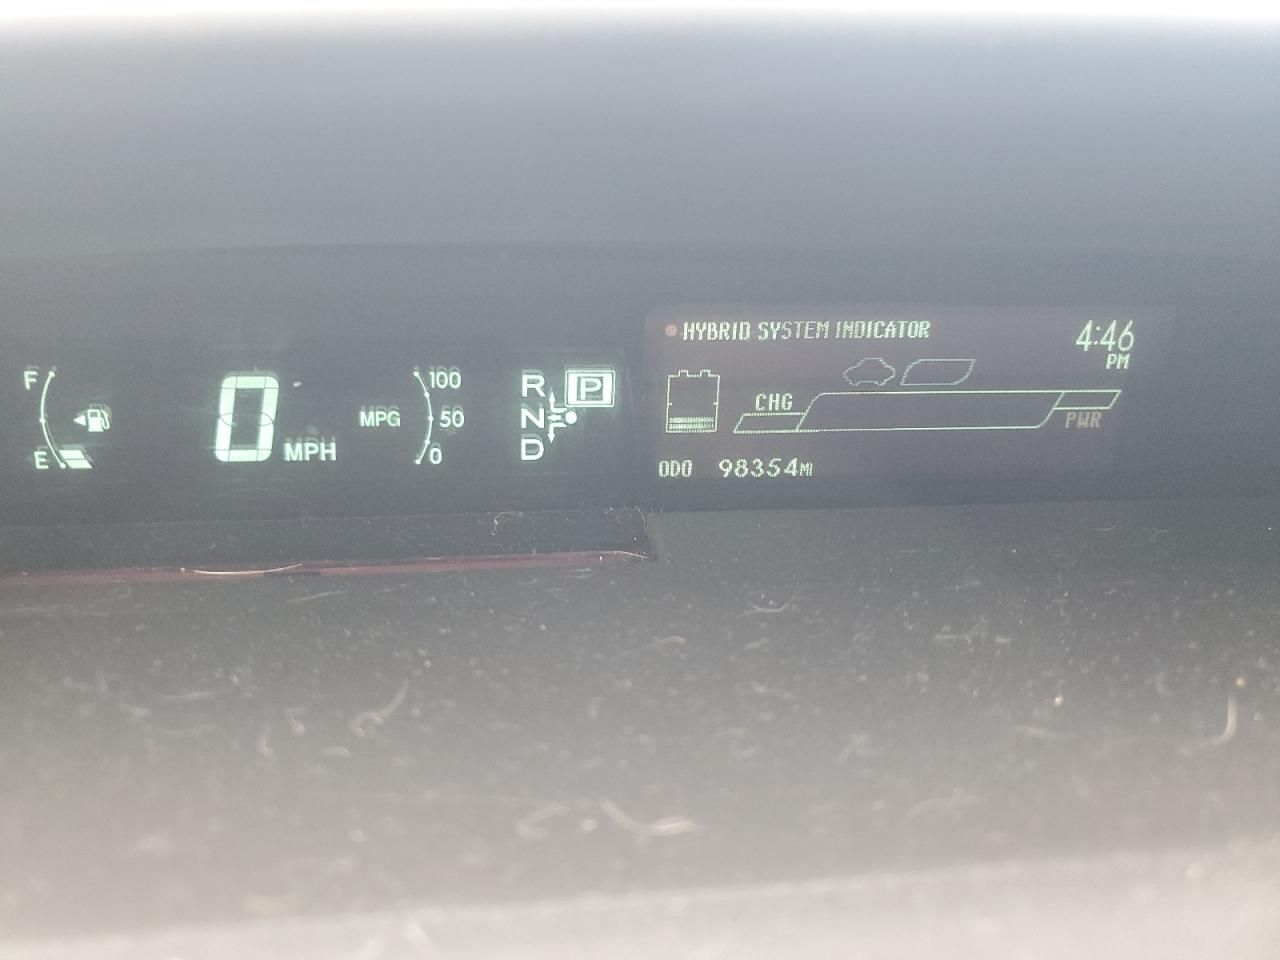 F
E
0 MPH
MPG
100
50
0
R
P
N
D
HYBRID SYSTEM INDICATOR
4:46
PM
CHG
PWR
ODO 98354MI